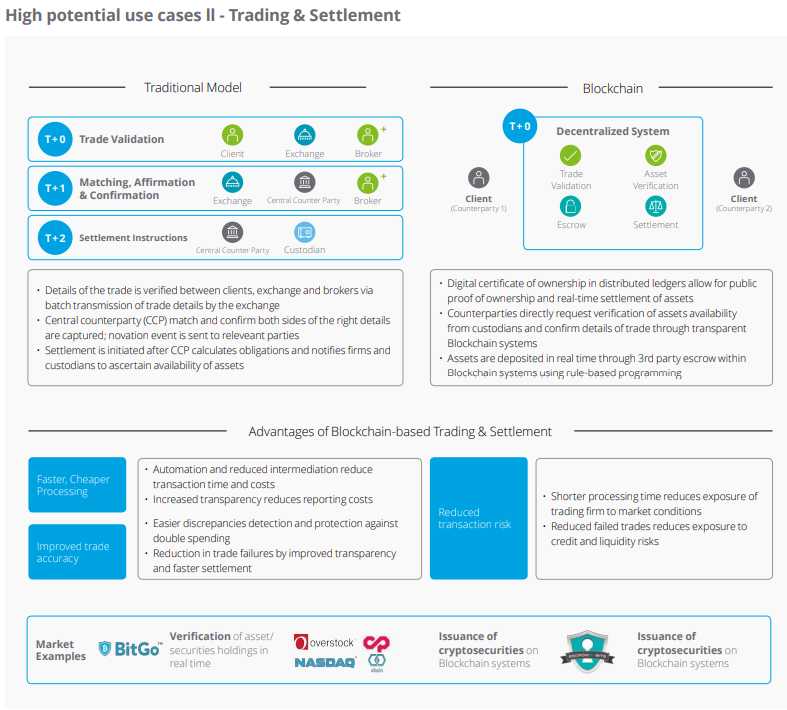 High potential use cases ll - Trading & Settlement
Traditional Model
T+0
Trade Validation
Client
Exchange
+
Broker
T+1
Matching, Affirmation
& Confirmation
Exchange
Central Counter Party
+
Broker
T+2
Settlement Instructions
Central Counter Party
Custodian
• Details of the trade is verified between clients, exchange and brokers via
batch transmission of trade details by the exchange
• Central counterparty (CCP) match and confirm both sides of the right details
are captured; novation event is sent to releveant parties
• Settlement is initiated after CCP calculates obligations and notifies firms and
custodians to ascertain availability of assets
Blockchain
T+0
Decentralized System
Trade
Validation
Asset
Verification
Escrow
Settlement
Client
(Counterparty 1)
Client
(Counterparty 2)
• Digital certificate of ownership in distributed ledgers allow for public
proof of ownership and real-time settlement of assets
• Counterparties directly request verification of assets availability
from custodians and confirm details of trade through transparent
Blockchain systems
• Assets are deposited in real time through 3rd party escrow within
Blockchain systems using rule-based programming
Advantages of Blockchain-based Trading & Settlement
Faster, Cheaper
Processing
• Automation and reduced intermediation reduce
transaction time and costs
• Increased transparency reduces reporting costs
Improved trade
accuracy
• Easier discrepancies detection and protection against
double spending
• Reduction in trade failures by improved transparency
and faster settlement
Reduced
transaction risk
• Shorter processing time reduces exposure of
trading firm to market conditions
• Reduced failed trades reduces exposure to
credit and liquidity risks
Market
Examples
BitGo™
Verification of asset/
securities holdings in
real time
overstock
NASDAQ
chain
Issuance of
cryptosecurities on
Blockchain systems
Issuance of
cryptosecurities on
Blockchain systems